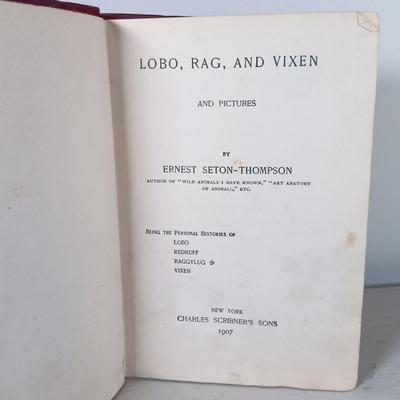 LOBO, RAG, AND VIXEN
AND PICTURES
BY
ERNEST SETON-THOMPSON
AUTHOR OF "WILD ANIMALS I HAVE KNOWN," "ART ANATOMY
OF ANIMALS," ETC.
BEING THE PERSONAL HISTORIES OF
LOBO
REDRUFF
RAGGYLUG &
VIXEN
NEW YORK
CHARLES SCRIBNER'S SONS
1907